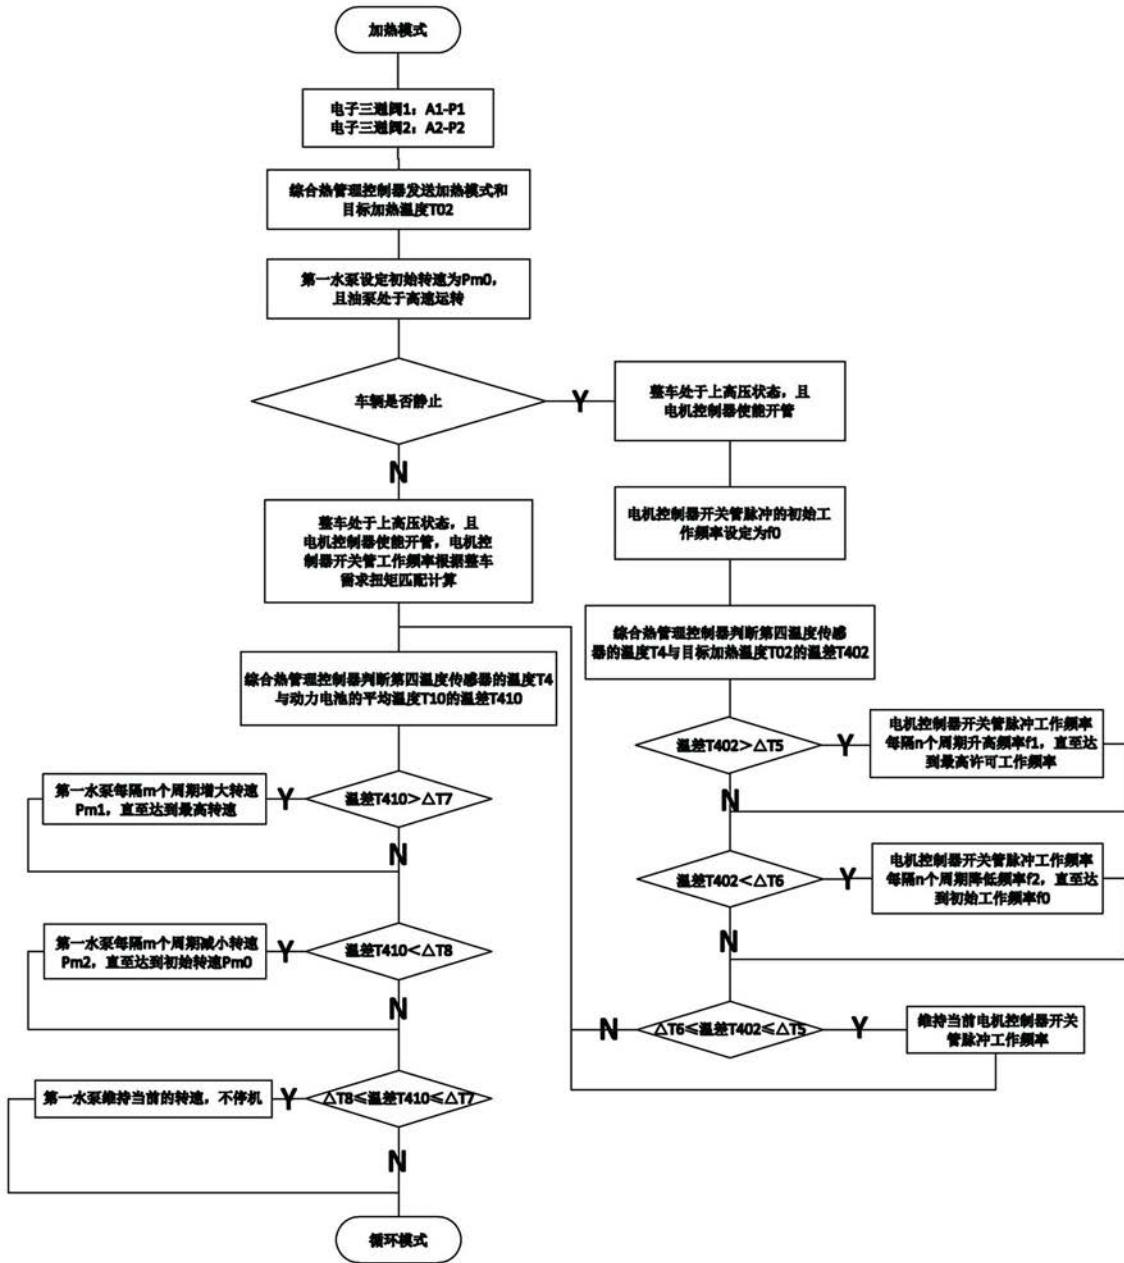 加热模式
电子三通阀1：A1-P1
电子三通阀2：A2-P2
综合热管理控制器发送加热模式和
目标加热温度T02
第一水泵设定初始转速为Pm0，
且油泵处于高速运转
车辆是否静止
Y
整车处于上高压状态，且
电机控制器使能开管
N
整车处于上高压状态，且
电机控制器使能开管，电机控
制器开关管工作频率根据整车
需求扭矩匹配计算
电机控制器开关管脉冲的初始工
作频率设定为f0
综合热管理控制器判断第四温度传感
器的温度T4与目标加热温度T02的温差T402
综合热管理控制器判断第四温度传感器的温度T4
与动力电池的平均温度T10的温差T410
温差T402＞△T5
Y
电机控制器开关管脉冲工作频率
每隔n个周期升高频率f1，直至达
到最高许可工作频率
N
温差T410＞△T7
Y
第一水泵每隔m个周期增大转速
Pm1，直至达到最高转速
N
温差T402＜△T6
Y
电机控制器开关管脉冲工作频率
每隔n个周期降低频率f2，直至达
到初始工作频率f0
N
温差T410＜△T8
Y
第一水泵每隔m个周期减小转速
Pm2，直至达到初始转速Pm0
N
△T6≤温差T402≤△T5
N
Y
维持当前电机控制器开关
管脉冲工作频率
△T8≤温差T410≤△T7
Y
第一水泵维持当前的转速，不停机
N
循环模式